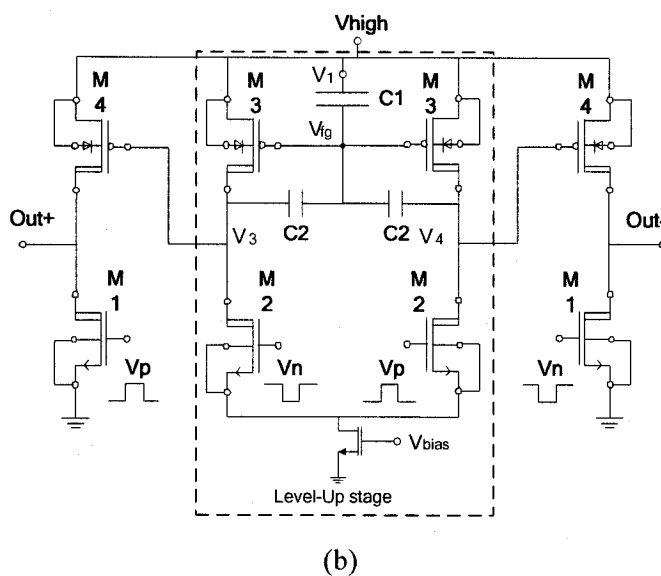 Vhigh
M 4
M 3
V1
C1
M 3
M 4
Vfg
Out+
V3
C2
C2
V4
Out-
M 1
M 2
M 2
M 1
Vp
Vn
Vp
Vn
Vbias
Level-Up stage
(b)